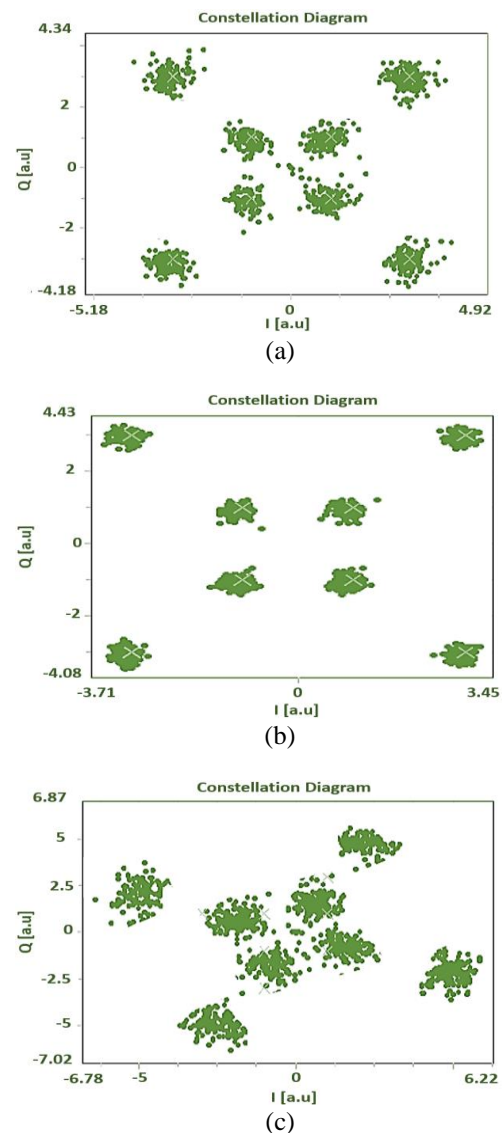 Constellation Diagram
4.34
2
0
-2
-4.18
Q [a.u]
-5.18 0 4.92
I [a.u]
(a)
Constellation Diagram
4.43
2
0
-2
-4.08
Q [a.u]
-3.71 0 3.45
I [a.u]
(b)
Constellation Diagram
6.87
5
2.5
0
-2.5
-5
-7.02
Q [a.u]
-6.78 -5 0 6.22
I [a.u]
(c)